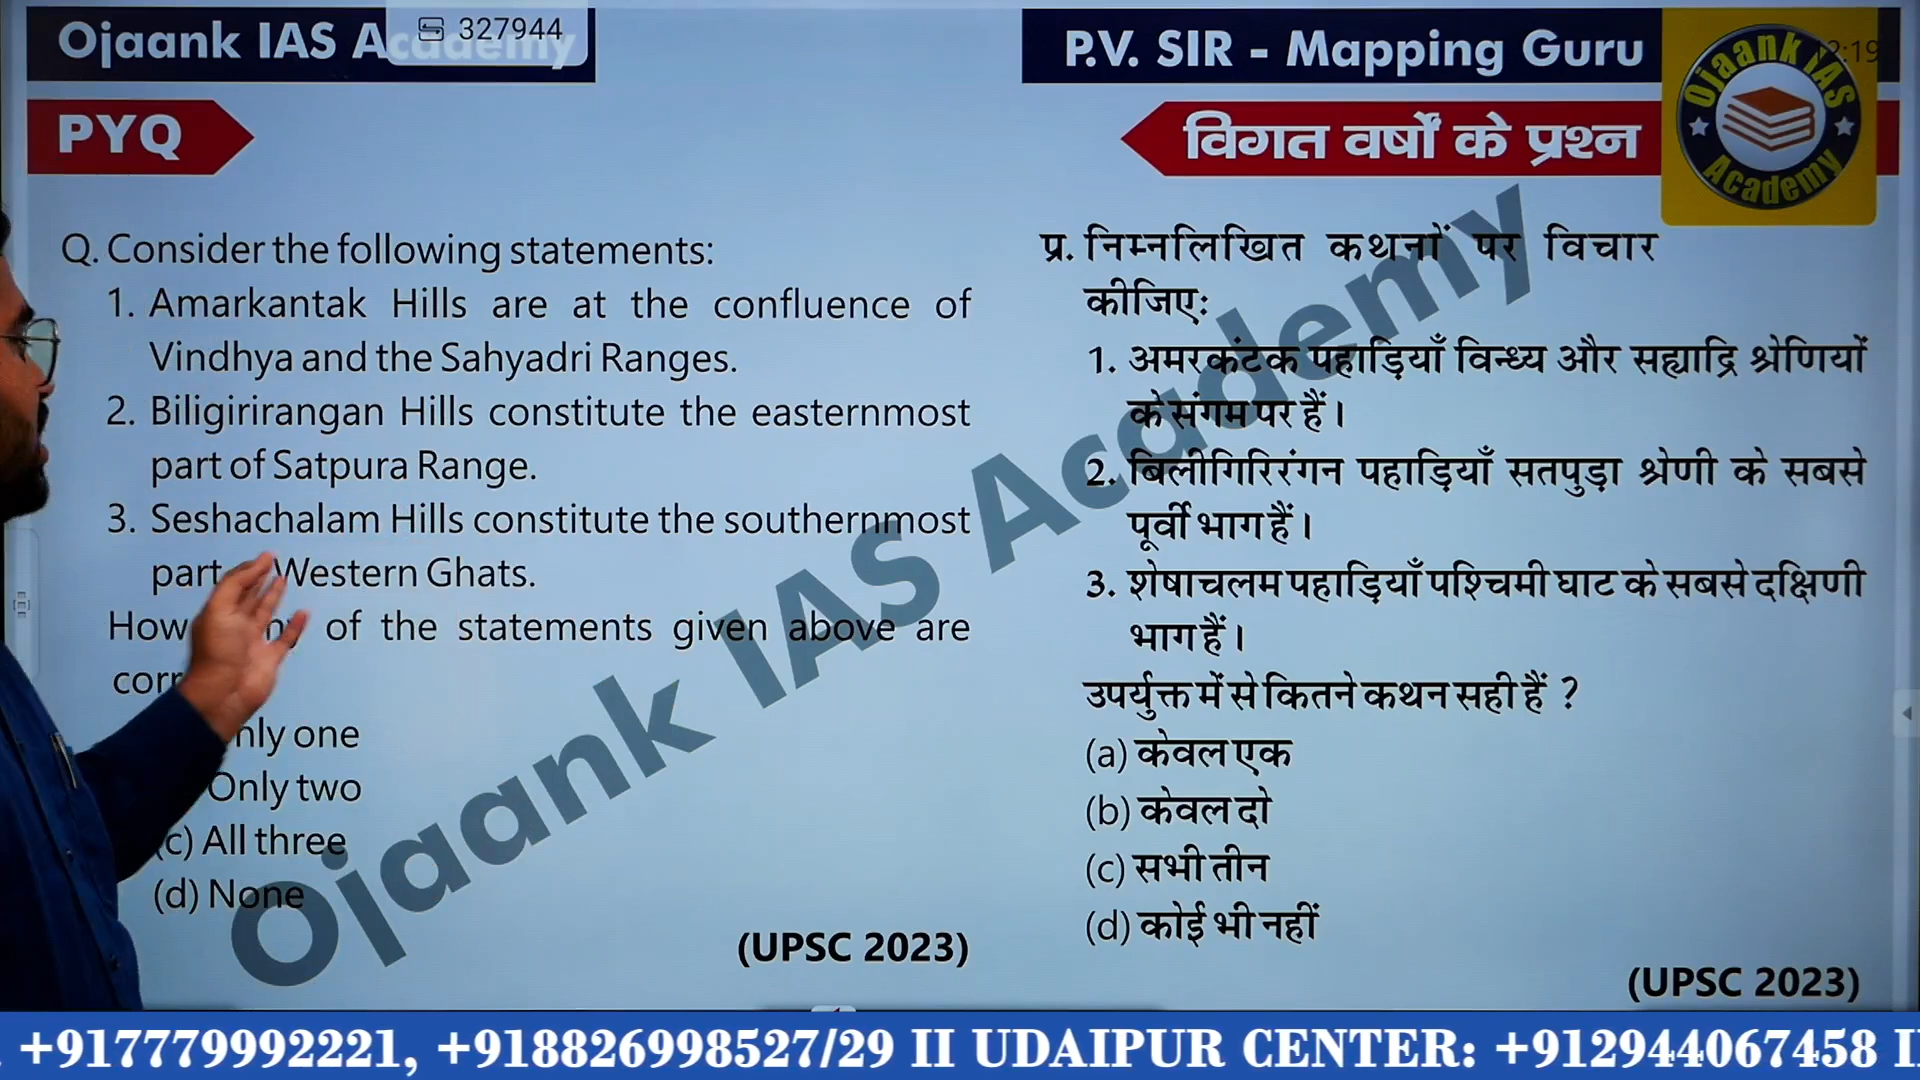 Ojaank IAS Academy
327944
P.V. SIR - Mapping Guru
:19
Ojaank IAS
Academy
PYQ
विगत वर्षों के प्रश्न
Q. Consider the following statements:
1. Amarkantak Hills are at the confluence of
Vindhya and the Sahyadri Ranges.
2. Biligirirangan Hills constitute the easternmost
part of Satpura Range.
3. Seshachalam Hills constitute the southernmost
part Western Ghats.
How of the statements given above are
one
Only two
(c) All three
(d) None
(UPSC 2023)
प्र. निम्नलिखित कथनों पर विचार
कीजिए:
1. अमरकंटक पहाड़ियाँ विन्ध्य और सह्याद्रि श्रेणियों
के संगम पर हैं।
2. बिलीगिरिरंगन पहाड़ियाँ सतपुड़ा श्रेणी के सबसे
पूर्वी भाग हैं।
3. शेषाचलम पहाड़ियाँ पश्चिमी घाट के सबसे दक्षिणी
भाग हैं।
उपर्युक्त में से कितने कथन सही हैं ?
(a) केवल एक
(b) केवल दो
(c) सभी तीन
(d) कोई भी नहीं
(UPSC 2023)
Ojaank IAS Academy
+917779992221, +918826998527/29 II UDAIPUR CENTER: +912944067458 I